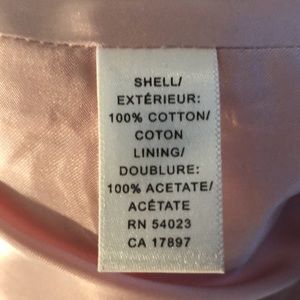 SHELL/
EXTÉRIEUR:
100% COTTON/
COTON
LINING/
DOUBLURE:
100% ACETATE/
ACÉTATE
RN 54023
CA 17897